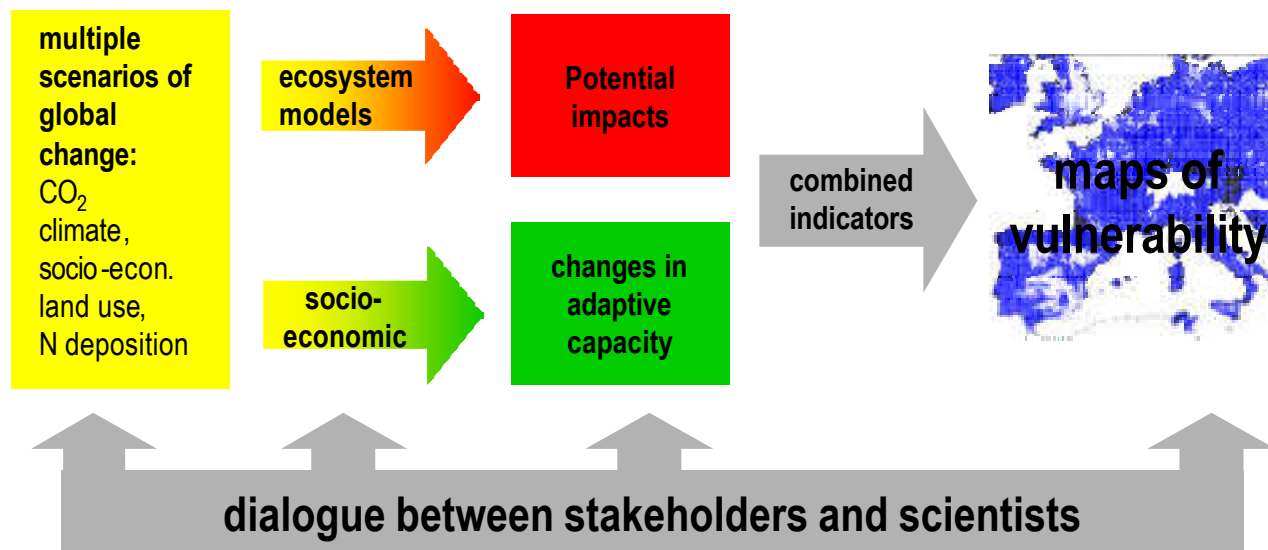 multiple
scenarios of
global
change:
CO₂
climate,
socio-econ.
land use,
N deposition
ecosystem
models
socio-
economic
Potential
impacts
changes in
adaptive
capacity
combined
indicators
maps of
vulnerability
dialogue between stakeholders and scientists